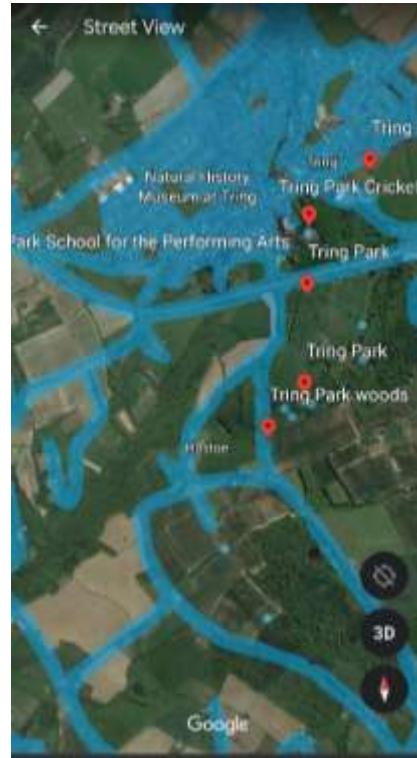 Street View
Tring
Tring
Natural History
Museum at Tring
Tring Park Cricket
Park School for the Performing Arts
Tring Park
Tring Park
Tring Park woods
Hastoe
3D
Google